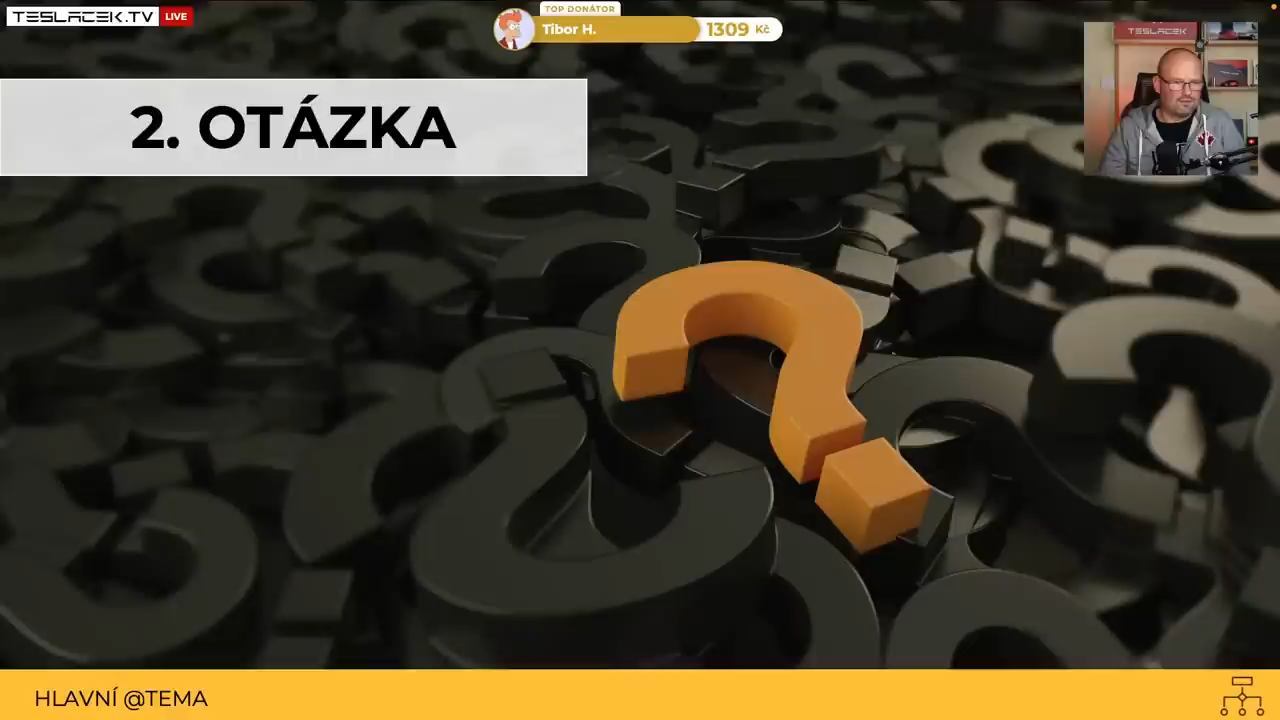 TESLACEK.TV LIVE
TOP DONÁTOR
Tibor H.
1309 Kč
TESLACEK
2. OTÁZKA
HLAVNÍ @TEMA